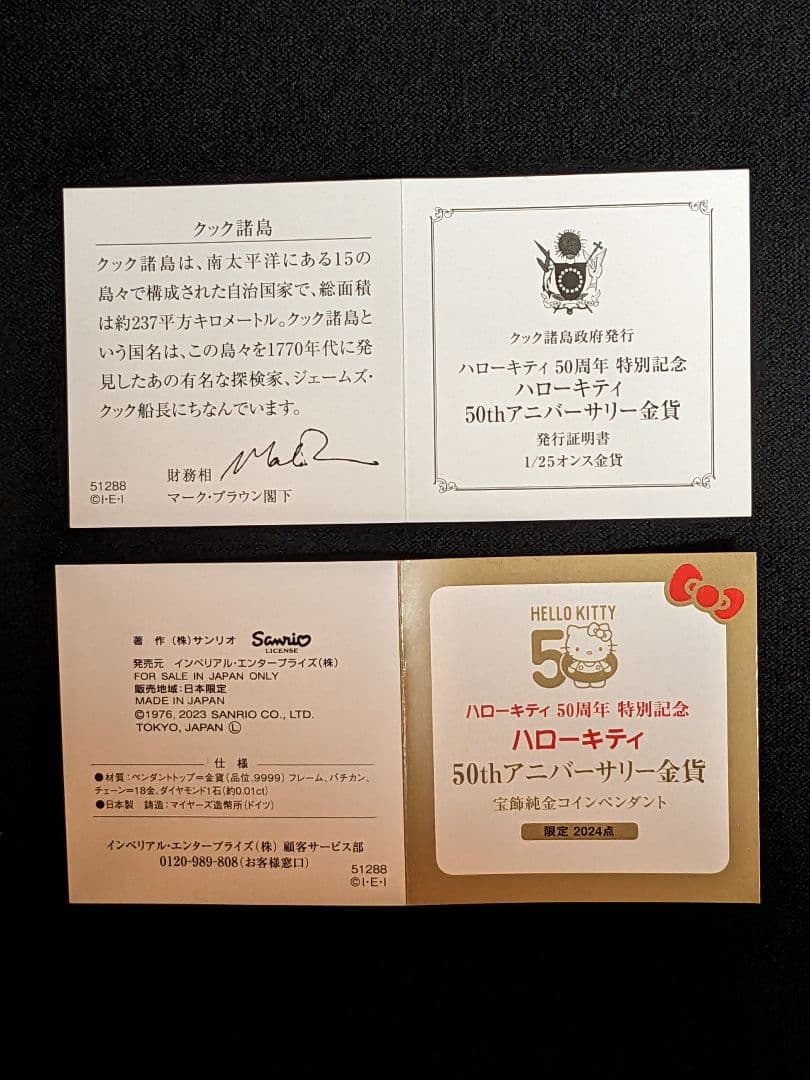 クック諸島
クック諸島は、南太平洋にある15の
島々で構成された自治国家で、総面積
は約237平方キロメートル。クック諸島と
いう国名は、この島々を1770年代に発
見したあの有名な探検家、ジェームズ・
クック船長にちなんでいます。
財務相
マーク・ブラウン閣下
51288
©I・E・I
クック諸島政府発行
ハローキティ 50周年 特別記念
ハローキティ
50thアニバーサリー金貨
発行証明書
1/25オンス金貨
著 作 (株)サンリオ Sanrio
LICENSE
発売元 インペリアル・エンタープライズ(株)
FOR SALE IN JAPAN ONLY
販売地域:日本限定
MADE IN JAPAN
©1976, 2023 SANRIO CO., LTD.
TOKYO, JAPAN Ⓛ
仕 様
●材質:ペンダントトップ=金貨(品位.9999) フレーム、バチカン、
チェーン=18金、ダイヤモンド1石(約0.01ct)
●日本製 鋳造:マイヤーズ造幣所(ドイツ)
インペリアル・エンタープライズ(株) 顧客サービス部
0120-989-808(お客様窓口)
51288
©I・E・I
HELLO KITTY
50
ハローキティ 50周年 特別記念
ハローキティ
50thアニバーサリー金貨
宝飾純金コインペンダント
限定 2024点